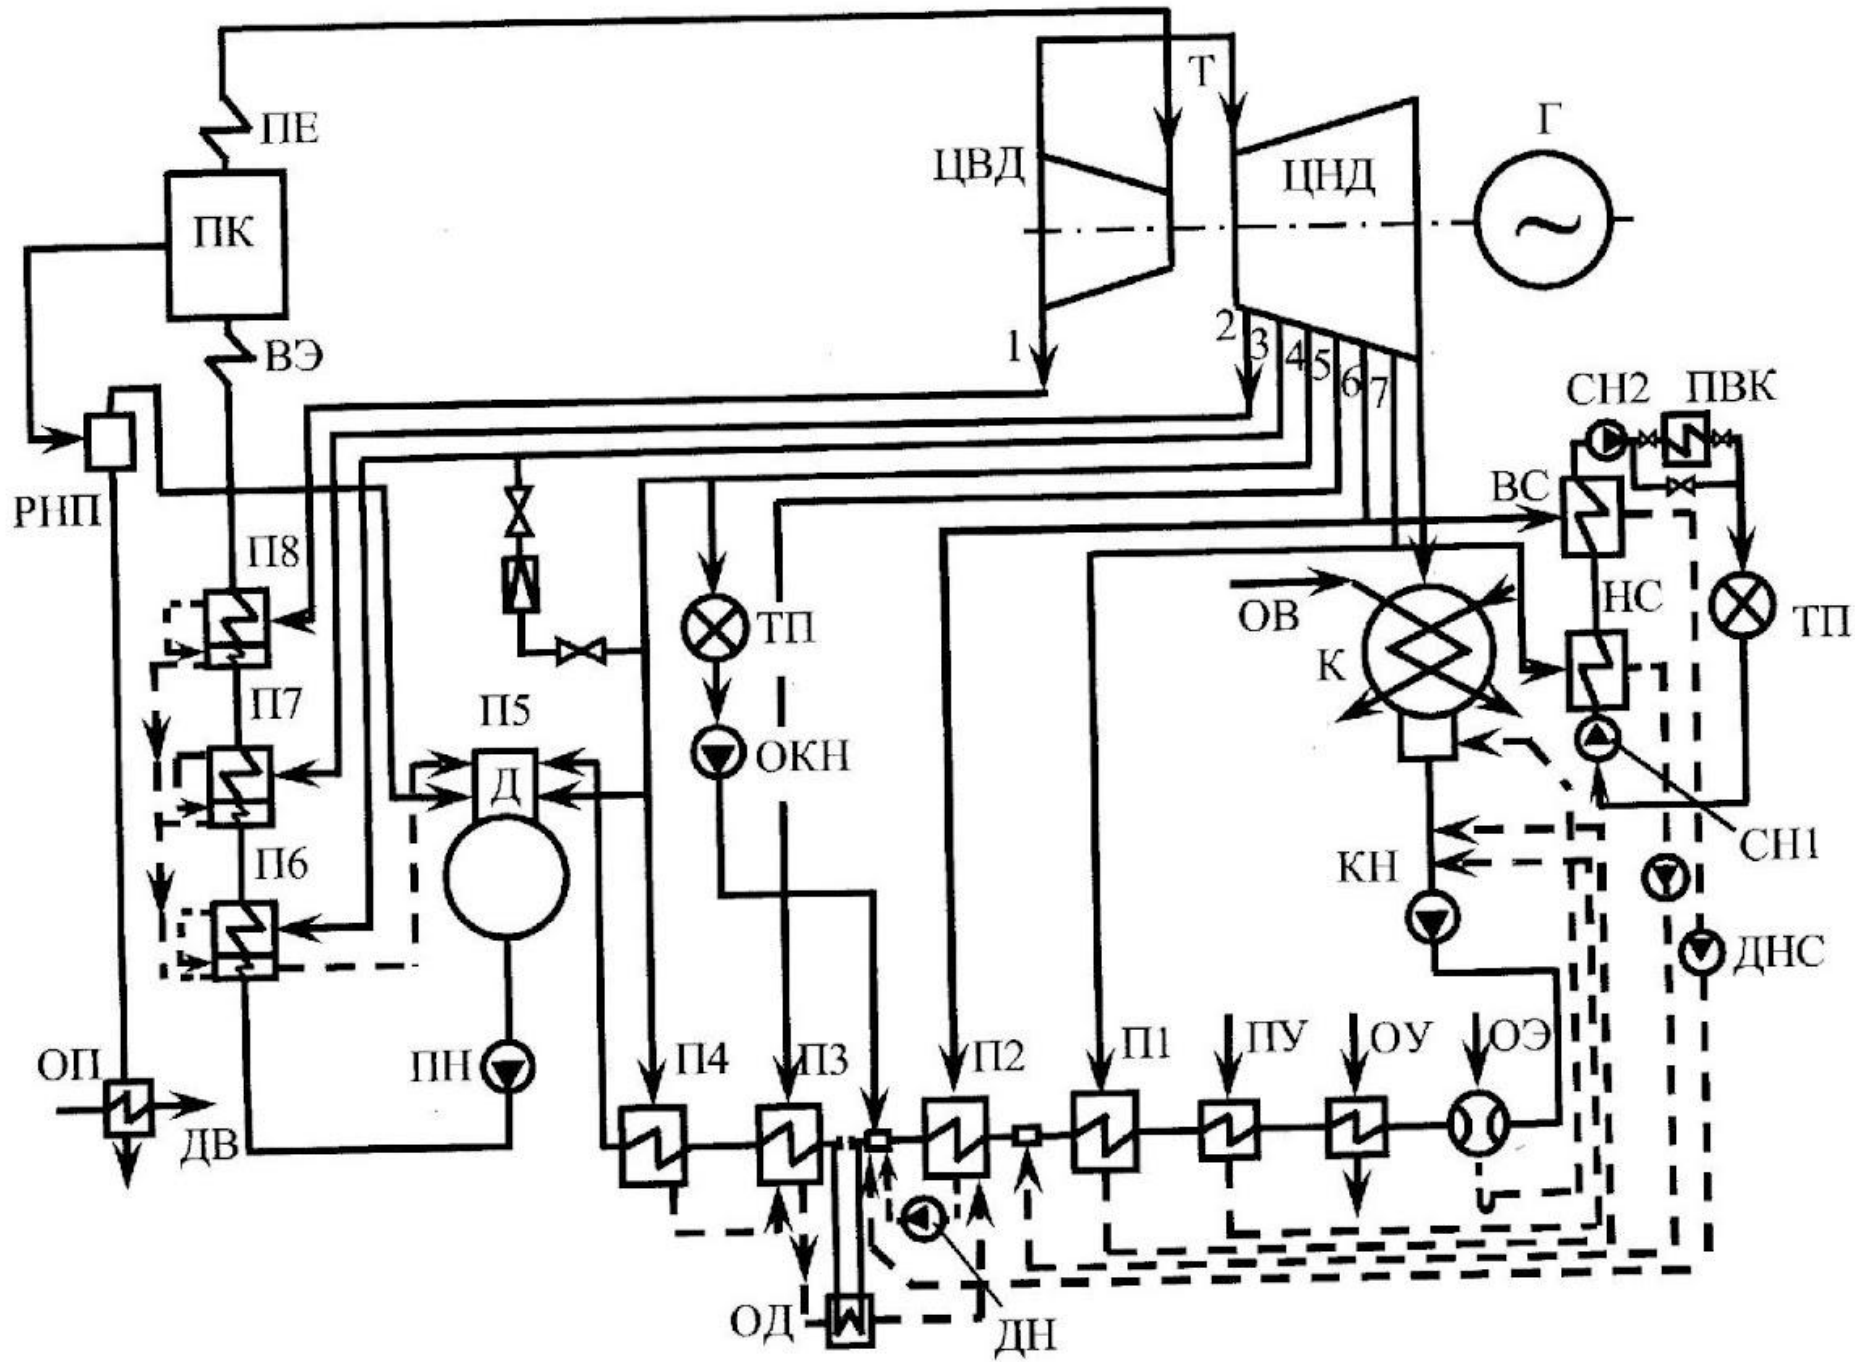 Т
Г
ПЕ
ЦВД
ЦНД
ПК
ВЭ
1
2
3
4
5
6
7
СН2
ПВК
РНП
ВС
П8
ОВ
НС
ТП
ТП
К
П7
П5
ОКН
Д
СН1
П6
КН
ДНС
ОП
ПН
П4
П3
П2
П1
ПУ
ОУ
ОЭ
ДВ
ОД
ДН